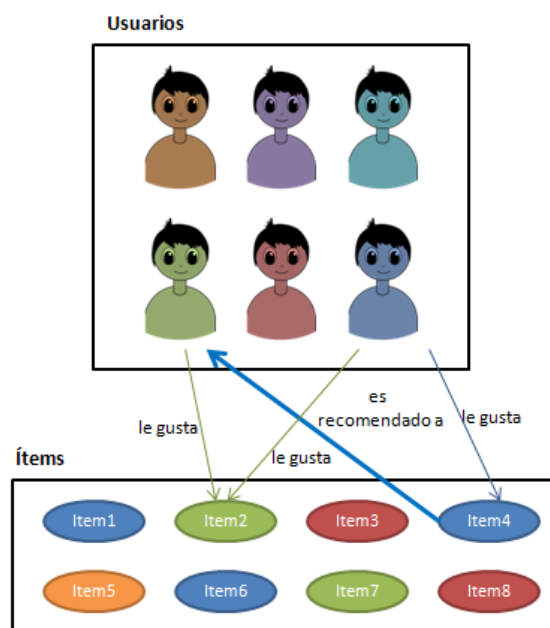 Usuarios
es
recomendado a
le gusta
le gusta
le gusta
Ítems
Item1
Item2
Item3
Item4
Item5
Item6
Item7
Item8